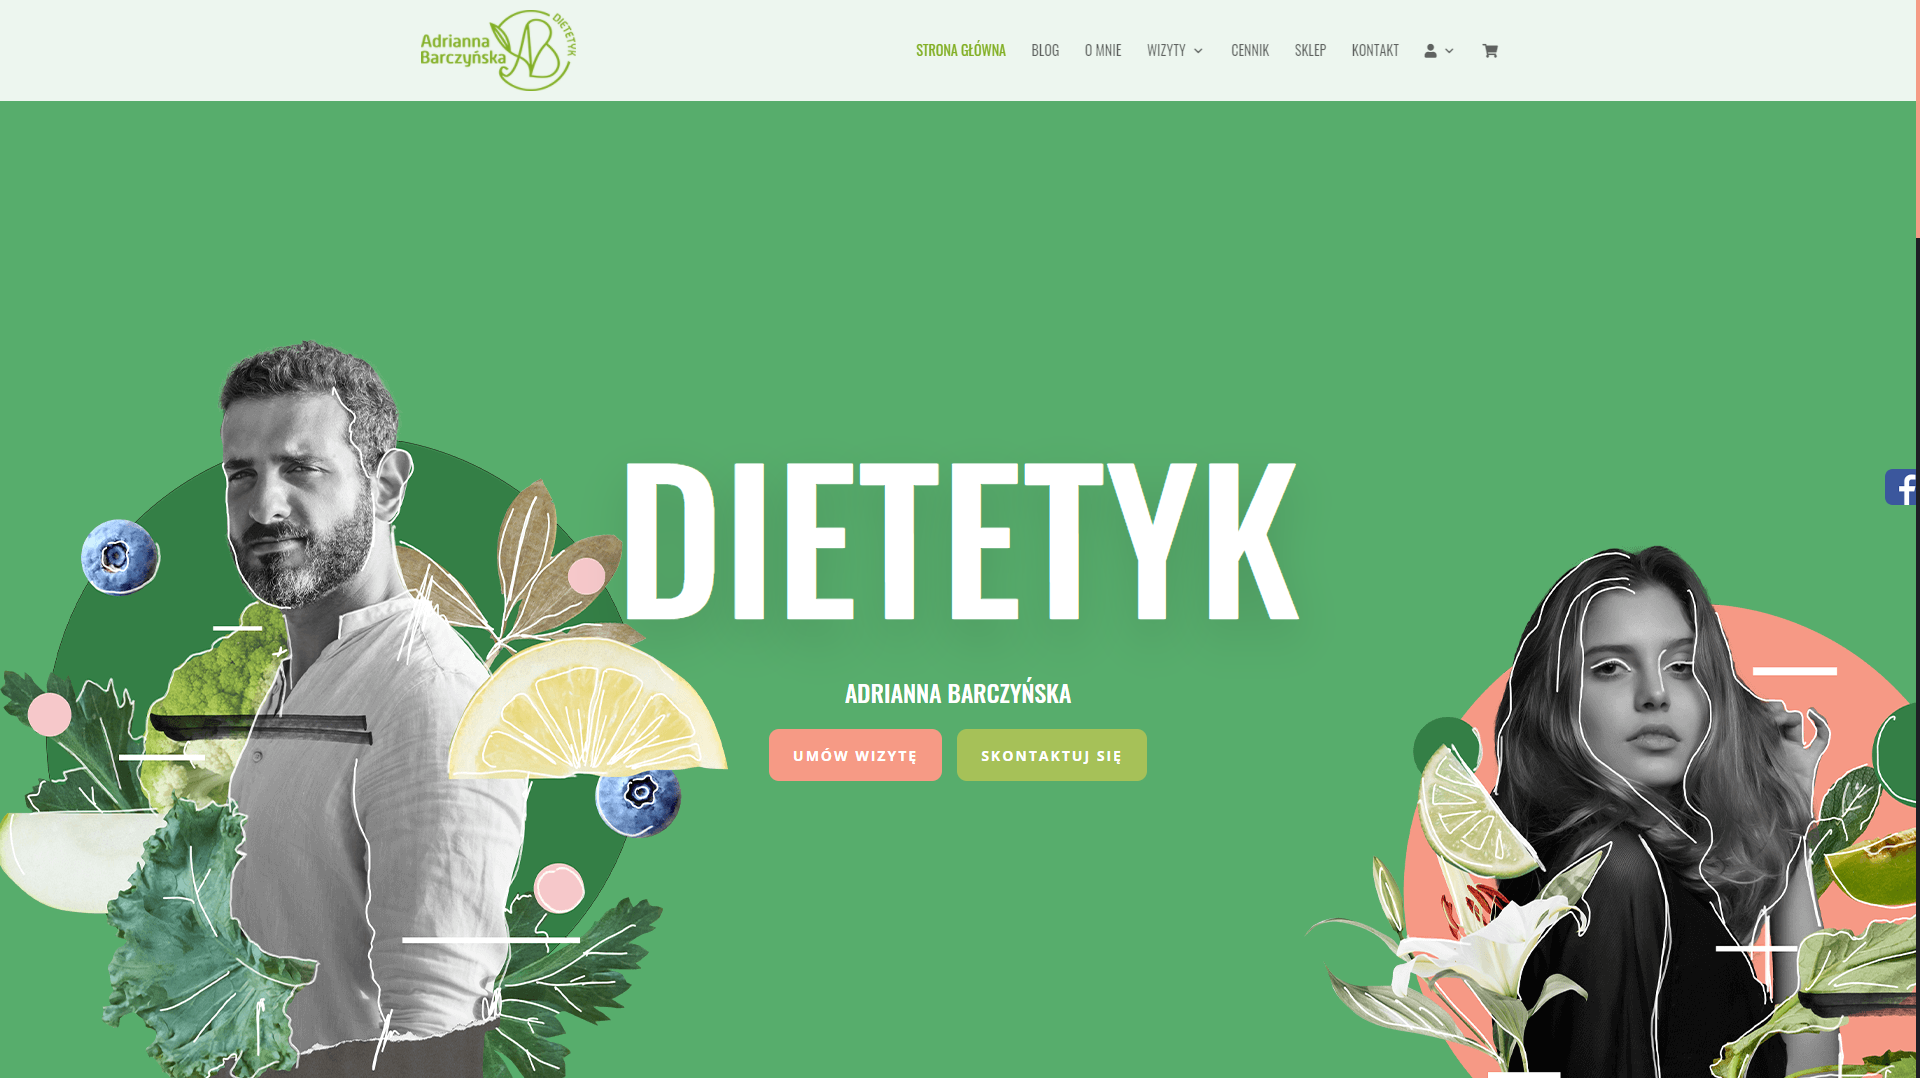 Adrianna
Barczyńska
AB
DIETETYK
STRONA GŁÓWNA
BLOG
O MNIE
WIZYTY
CENNIK
SKLEP
KONTAKT
DIETETYK
ADRIANNA BARCZYŃSKA
UMÓW WIZYTĘ
SKONTAKTUJ SIĘ